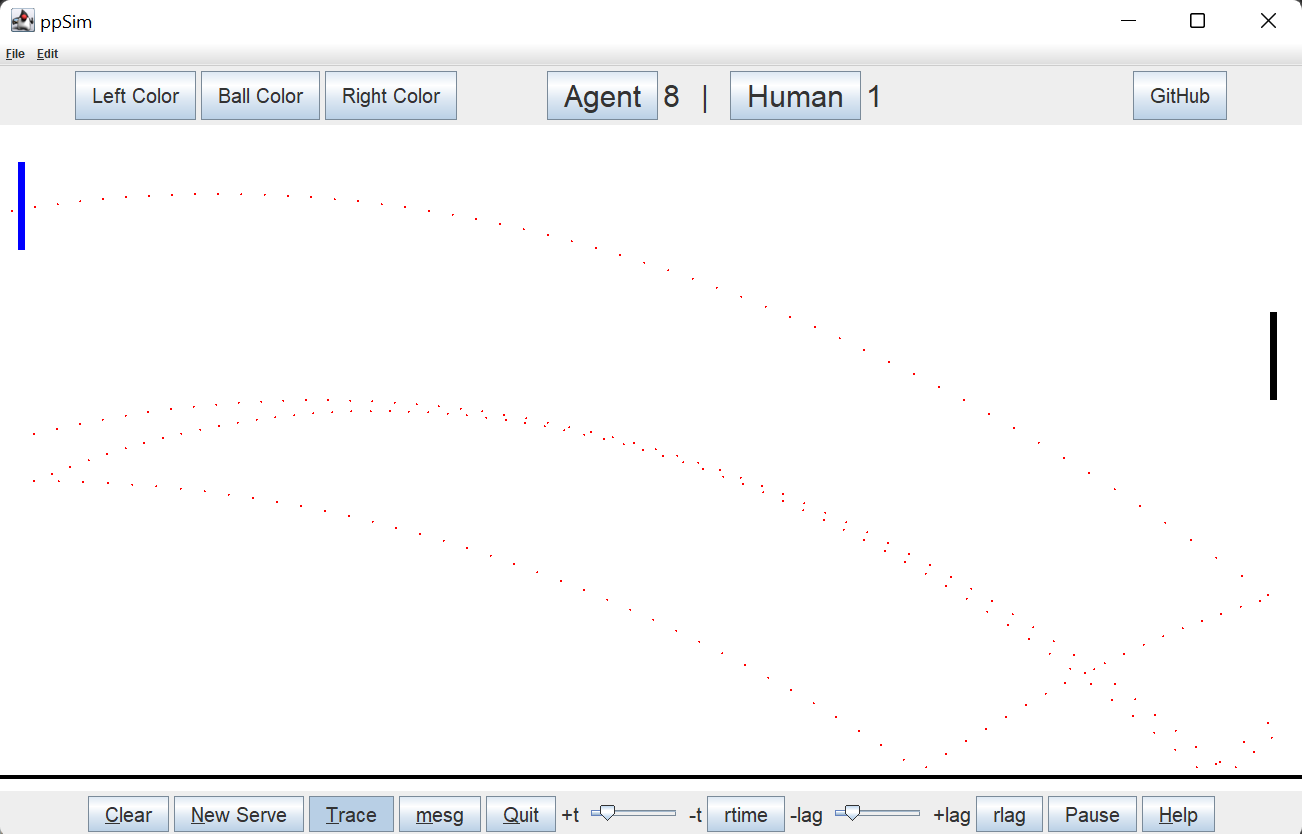 ppSim
File Edit
Left Color Ball Color Right Color Agent 8 | Human 1 GitHub
Clear New Serve Trace mesg Quit +t -t rtime -lag +lag rlag Pause Help